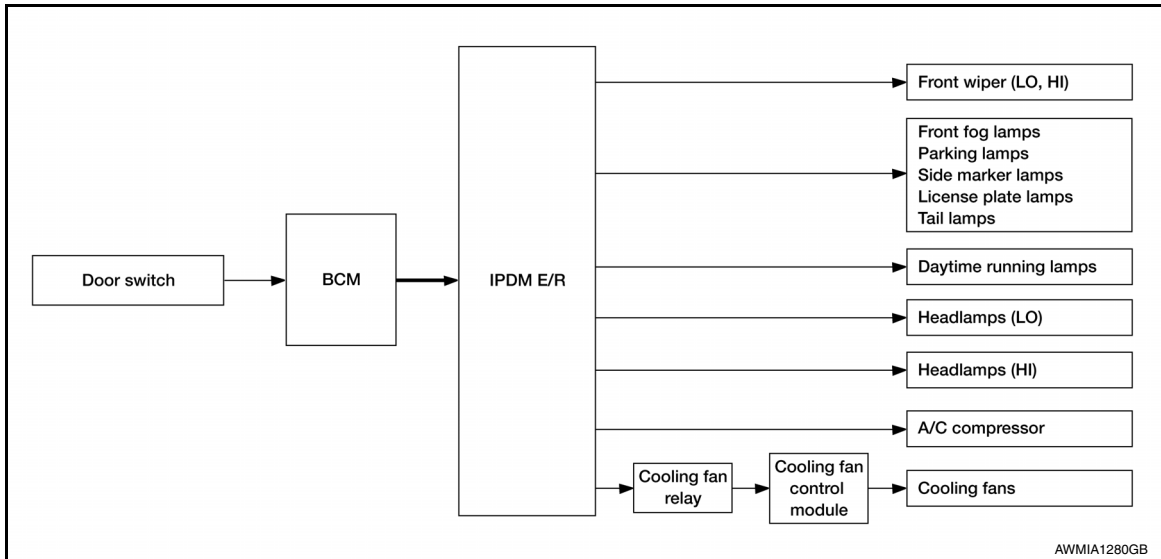 Door switch
BCM
IPDM E/R
Front wiper (LO, HI)
Front fog lamps
Parking lamps
Side marker lamps
License plate lamps
Tail lamps
Daytime running lamps
Headlamps (LO)
Headlamps (HI)
A/C compressor
Cooling fan
relay
Cooling fan
control
module
Cooling fans
AWMIA1280GB